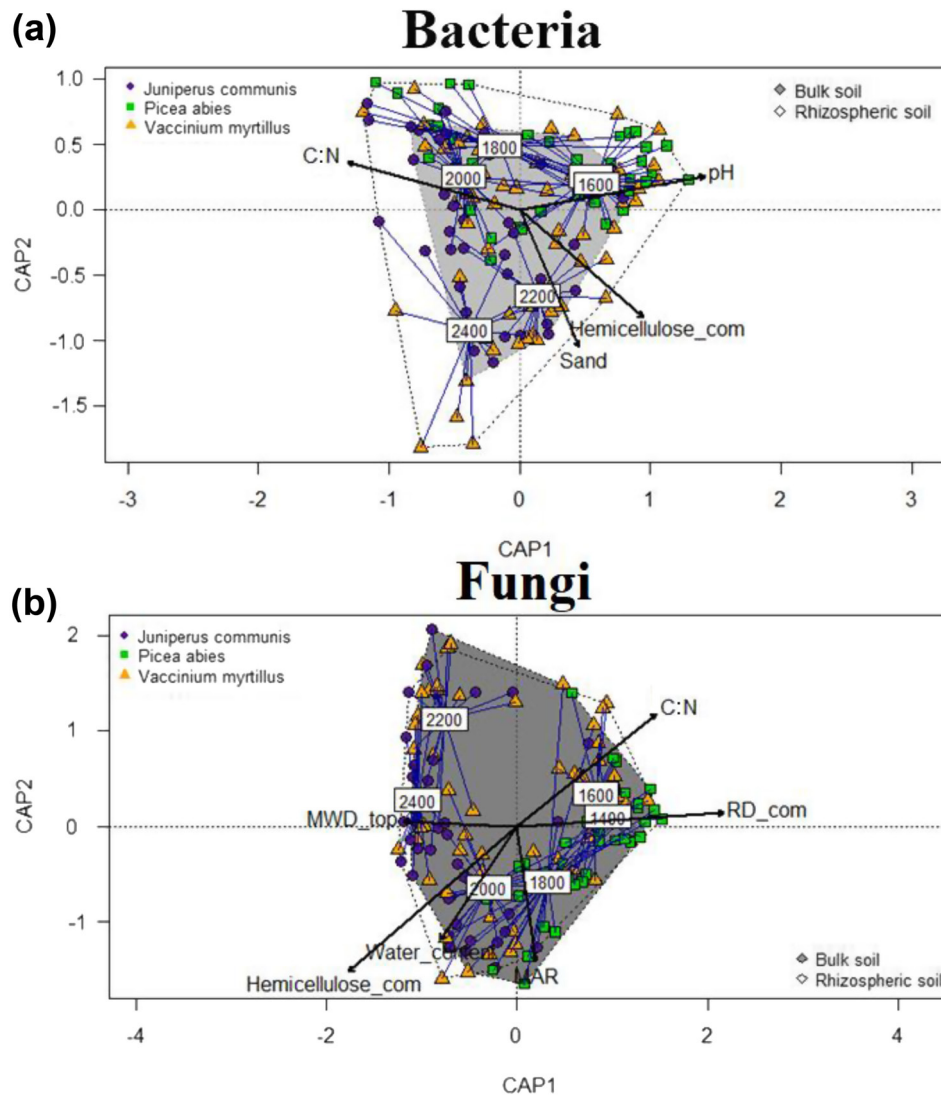 (a)
Bacteria
Juniperus communis
Picea abies
Vaccinium myrtillus
Bulk soil
Rhizospheric soil
1.0
0.5
0.0
-0.5
-1.0
-1.5
CAP2
C:N
1800
2000
1600
pH
2200
2400
Hemicellulose_com
Sand
-3
-2
-1
0
1
2
3
CAP1
(b)
Fungi
Juniperus communis
Picea abies
Vaccinium myrtillus
2
1
0
-1
CAP2
C:N
2200
1600
2400
1400
MWD_top
RD_com
2000
1800
Water_content
MAR
Hemicellulose_com
Bulk soil
Rhizospheric soil
-4
-2
0
2
4
CAP1